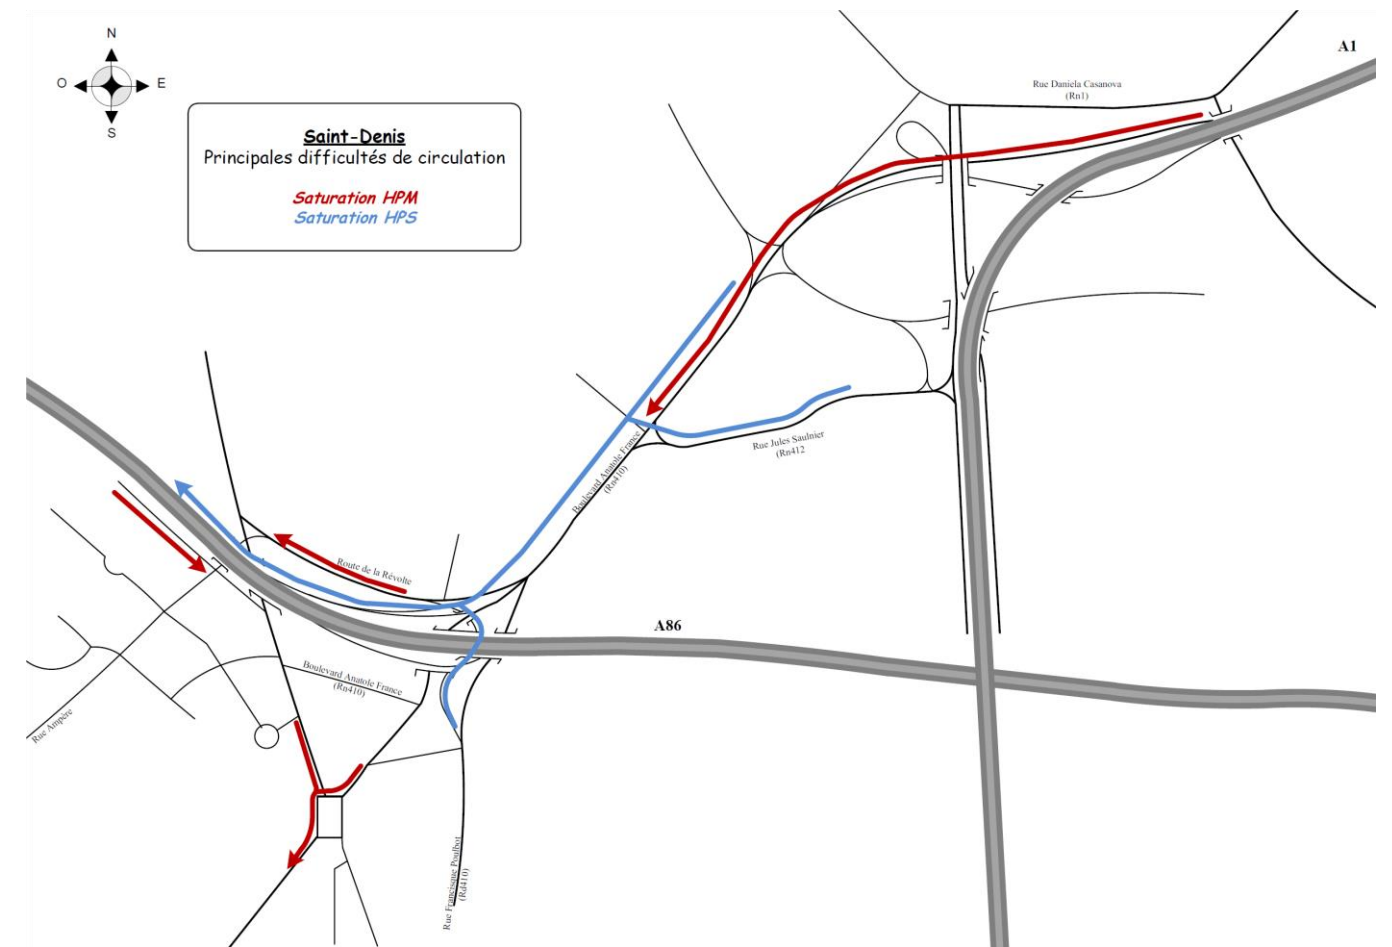 N
O
E
S
Saint-Denis
Principales difficultés de circulation
Saturation HPM
Saturation HPS
A1
Rue Daniela Casanova
(Rn1)
Rue Jules Saulnier
(Rn412
Boulevard Anatole France
(Rn410)
Route de la Révolte
A86
Boulevard Anatole France
(Rn410)
Rue Ampère
Rue Francisque Poulbot
(Rd410)